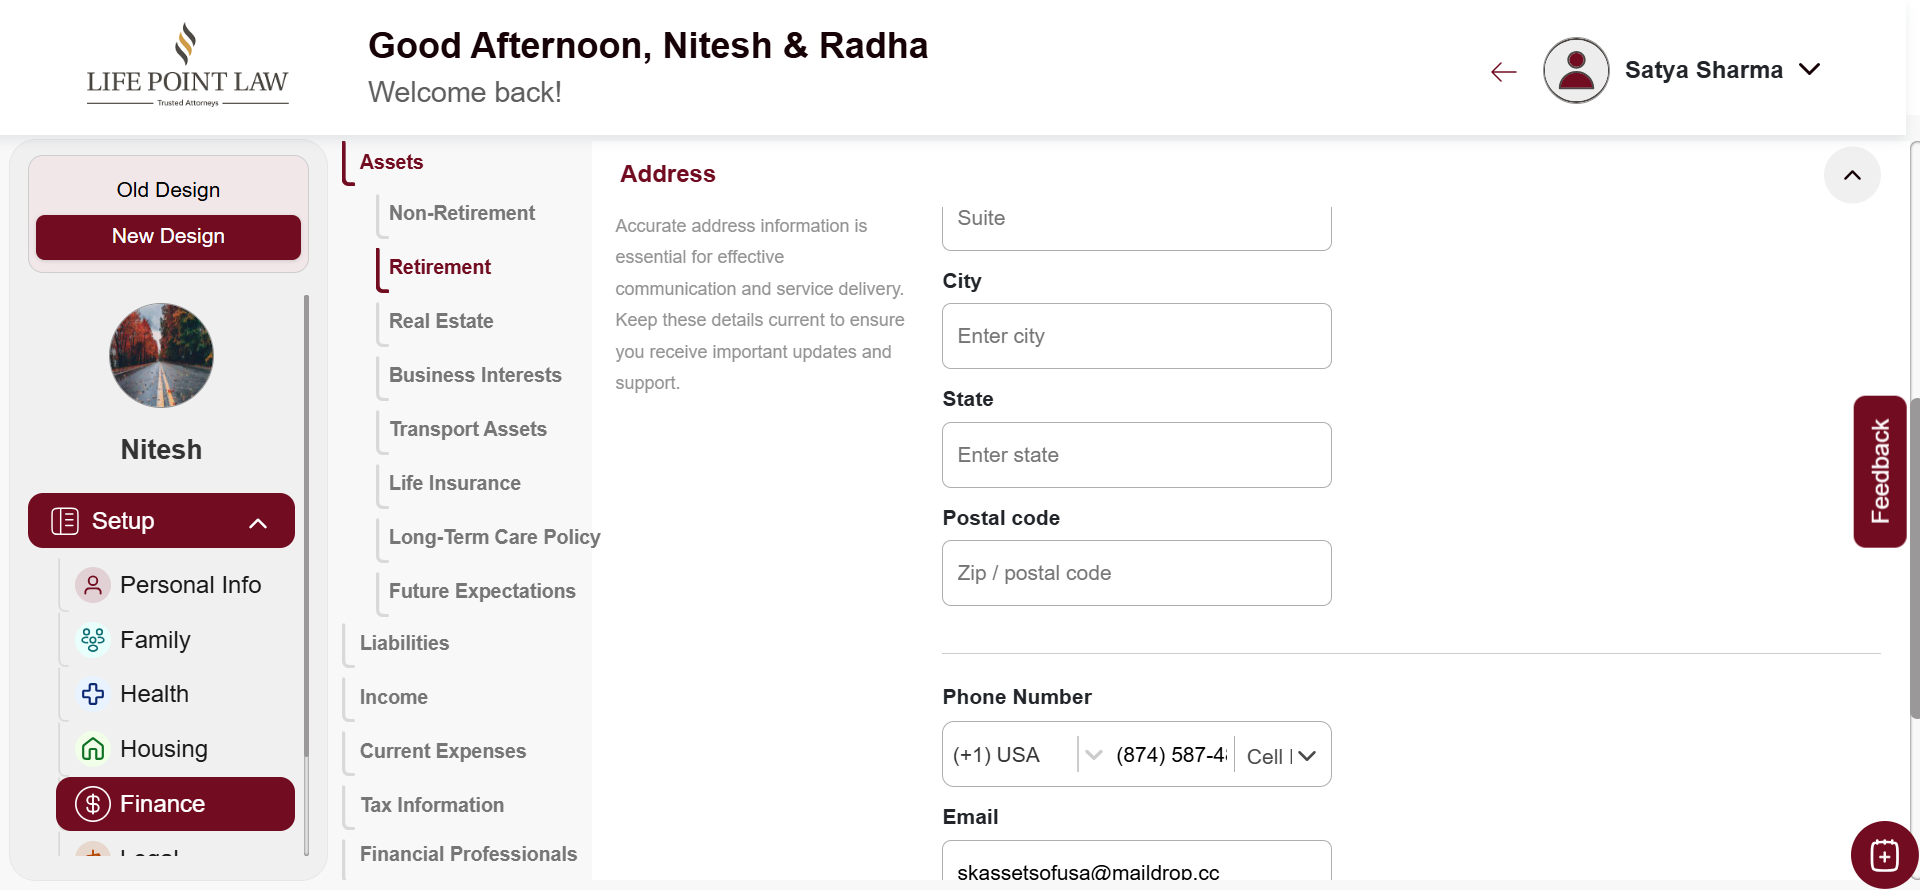 LIFE POINT LAW
Trusted Attorneys
Good Afternoon, Nitesh & Radha
Welcome back!
Satya Sharma
Old Design
New Design
Nitesh
Setup
Personal Info
Family
Health
Housing
Finance
Legal
Assets
Non-Retirement
Retirement
Real Estate
Business Interests
Transport Assets
Life Insurance
Long-Term Care Policy
Future Expectations
Liabilities
Income
Current Expenses
Tax Information
Financial Professionals
Address
Accurate address information is
essential for effective
communication and service delivery.
Keep these details current to ensure
you receive important updates and
support.
Suite
City
Enter city
State
Enter state
Postal code
Zip / postal code
Phone Number
(+1) USA
(874) 587-48
Cell
Email
skassetsofusa@maildrop.cc
Feedback